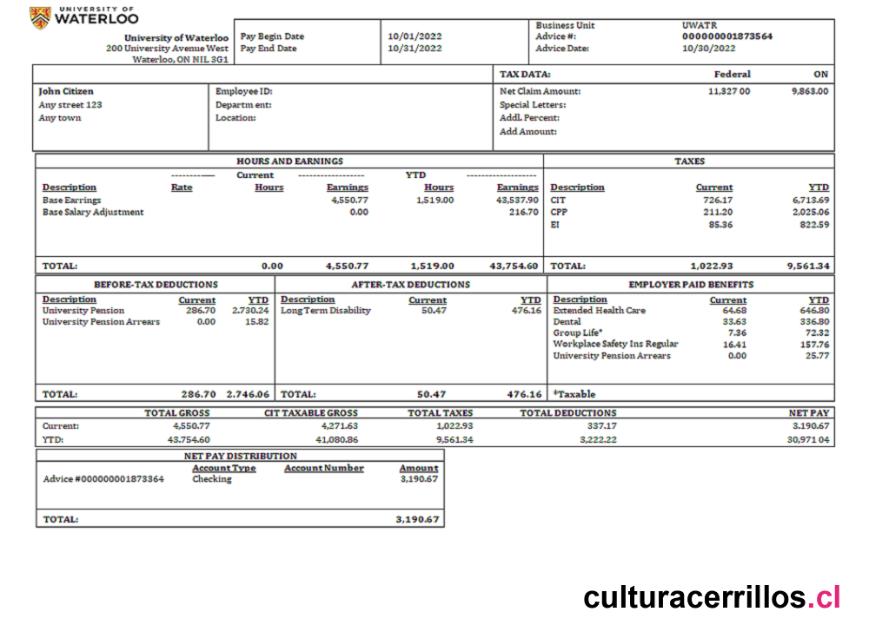 UNIVERSITY OF
WATERLOO
University of Waterloo
200 University Avenue West
Waterloo, ON NIL 3G1
Pay Begin Date 10/01/2022
Pay End Date 10/31/2022
Business Unit UWATR
Advice #: 000000001873564
Advice Date: 10/30/2022
TAX DATA: Federal ON
John Citizen
Any street 123
Any town
Employee ID:
Departm ent:
Location:
Net Claim Amount: 11,327 00 9,863.00
Special Letters:
Addl. Percent:
Add Amount:
HOURS AND EARNINGS
Current YTD
Description Rate Hours Earnings Hours Earnings
Base Earrings 4,550.77 1,519.00 43,537.90
Base Salary Adjustment 0.00 216.70
TOTAL: 0.00 4,550.77 1,519.00 43,754.60
TAXES
Description Current YTD
CIT 726.17 6,713.69
CPP 211.20 2,025.06
EI 85.36 822.59
TOTAL: 1,022.93 9,561.34
BEFORE-TAX DEDUCTIONS
Description Current YTD
University Pension 286.70 2.730.24
University Pension Arrears 0.00 15.82
TOTAL: 286.70 2.746.06
AFTER-TAX DEDUCTIONS
Description Current YTD
Long Term Disability 50.47 476.16
TOTAL: 50.47 476.16
EMPLOYER PAID BENEFITS
Description Current YTD
Extended Health Care 64.68 646.80
Dental 33.63 336.80
Group Life* 7.36 72.32
Workplace Safety Ins Regular 16.41 157.76
University Pension Arrears 0.00 25.77
*Taxable
TOTAL GROSS CIT TAXABLE GROSS TOTAL TAXES TOTAL DEDUCTIONS NET PAY
Current: 4,550.77 4,271.63 1,022.93 337.17 3.190.67
YTD: 43.754.60 41,080.86 9,561.34 3,222.22 30,971 04
NET PAY DISTRIBUTION
Account Type Account Number Amount
Advice #000000001873364 Checking 3,190.67
TOTAL: 3,190.67
culturacerrillos.cl